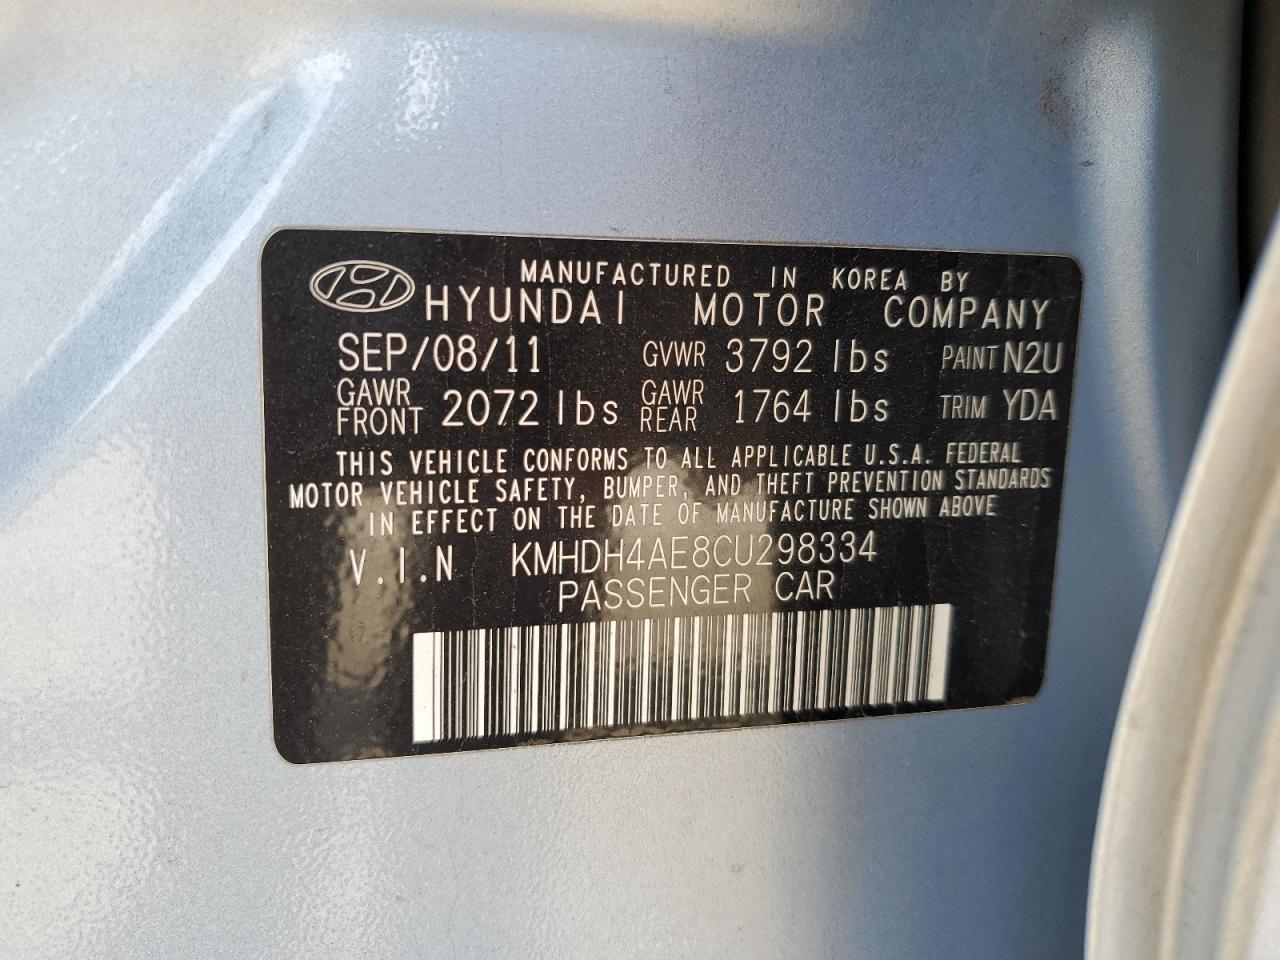 MANUFACTURED IN KOREA BY
HYUNDAI MOTOR COMPANY
SEP/08/11 GVWR 3792 lbs PAINT N2U
GAWR FRONT 2072 lbs GAWR REAR 1764 lbs TRIM YDA
THIS VEHICLE CONFORMS TO ALL APPLICABLE U.S.A. FEDERAL
MOTOR VEHICLE SAFETY, BUMPER, AND THEFT PREVENTION STANDARDS
IN EFFECT ON THE DATE OF MANUFACTURE SHOWN ABOVE
V.I.N KMHDH4AE8CU298334
PASSENGER CAR